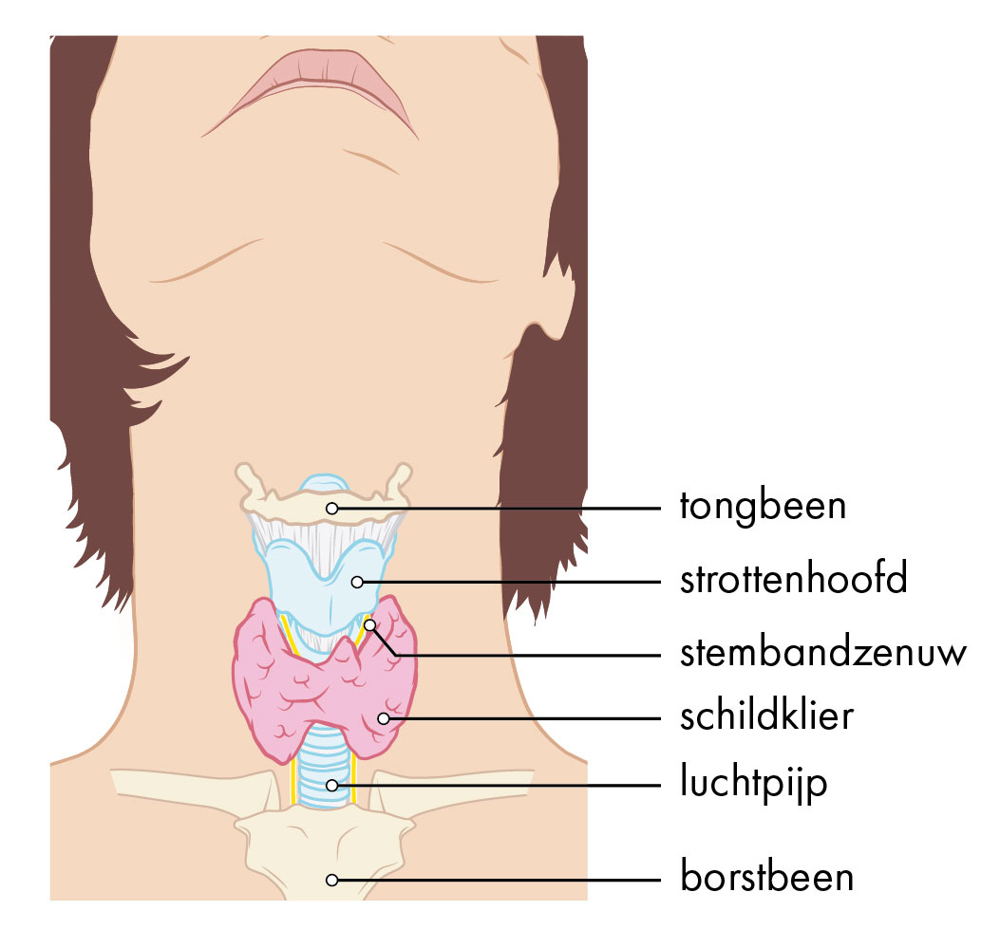 tongbeen
strottenhoofd
stembandzenuw
schildklier
luchtpijp
borstbeen